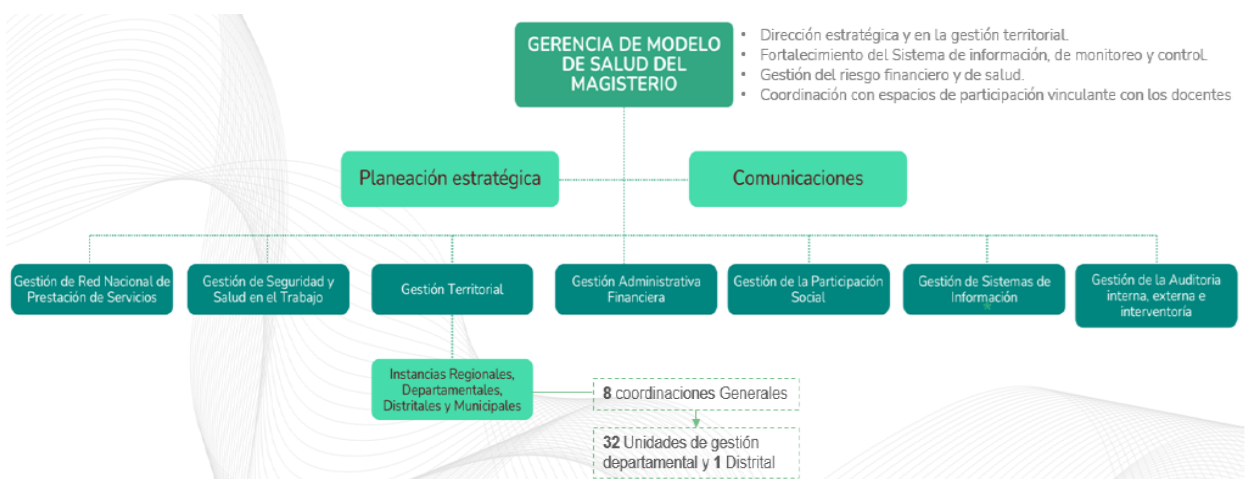 GERENCIA DE MODELO
DE SALUD DEL
MAGISTERIO
• Dirección estratégica y en la gestión territorial.
• Fortalecimiento del Sistema de información, de monitoreo y control.
• Gestión del riesgo financiero y de salud.
• Coordinación con espacios de participación vinculante con los docentes
Planeación estratégica
Comunicaciones
Gestión de Red Nacional de
Prestación de Servicios
Gestión de Seguridad y
Salud en el Trabajo
Gestión Territorial
Gestión Administrativa
Financiera
Gestión de la Participación
Social
Gestión de Sistemas de
Información
*
Gestión de la Auditoria
interna, externa e
interventoría
Instancias Regionales,
Departamentales,
Distritales y Municipales
8 coordinaciones Generales
32 Unidades de gestión
departamental y 1 Distrital